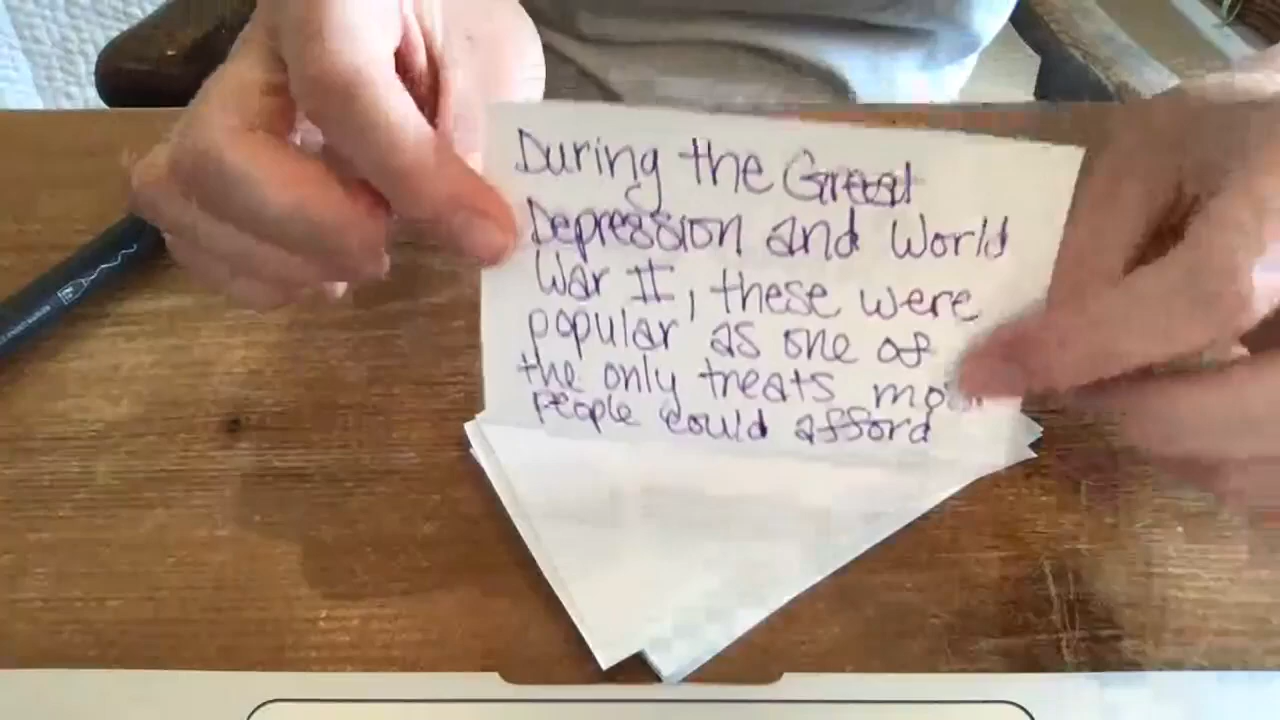 During the Great
Depression and World
War II, these were
popular as one of
the only treats
people could afford